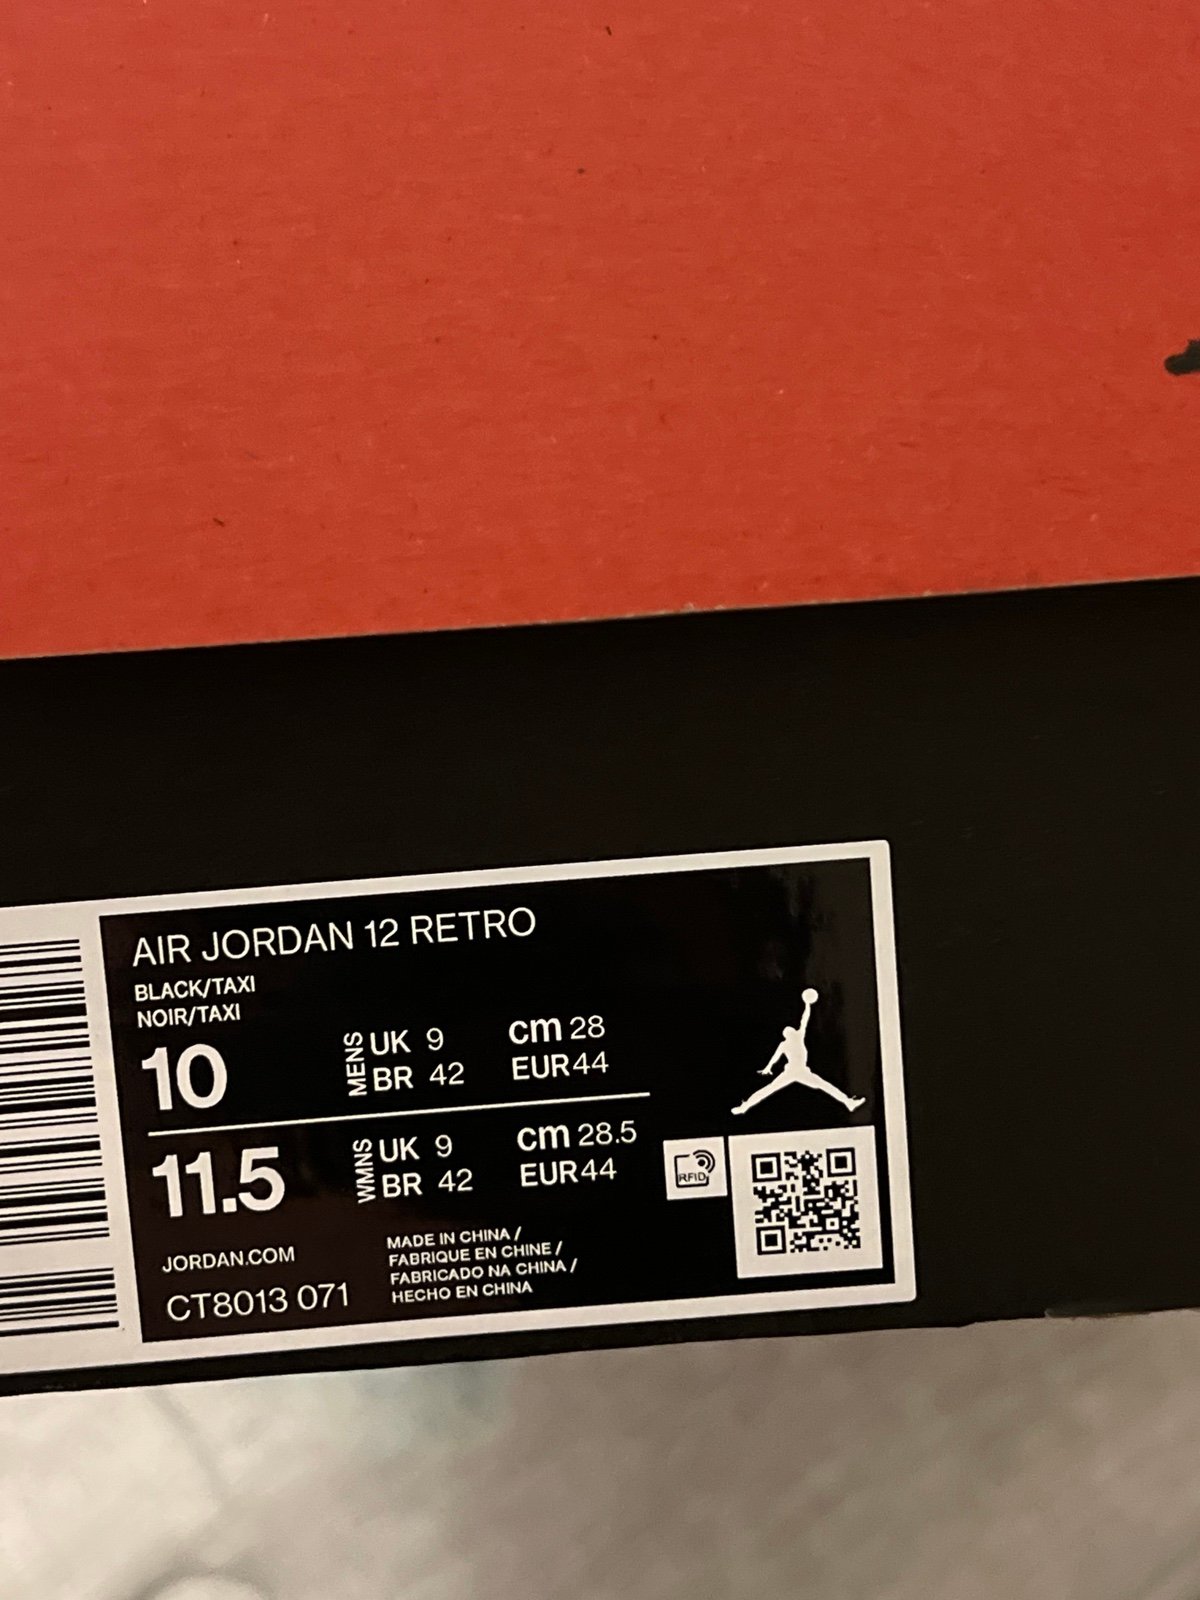 AIR JORDAN 12 RETRO
BLACK/TAXI
NOIR/TAXI
10
MENS
UK 9
cm 28
BR 42
EUR 44
11.5
WMNS
UK 9
cm 28.5
BR 42
EUR 44
RFID
JORDAN.COM
CT8013 071
MADE IN CHINA /
FABRIQUE EN CHINE /
FABRICADO NA CHINA /
HECHO EN CHINA